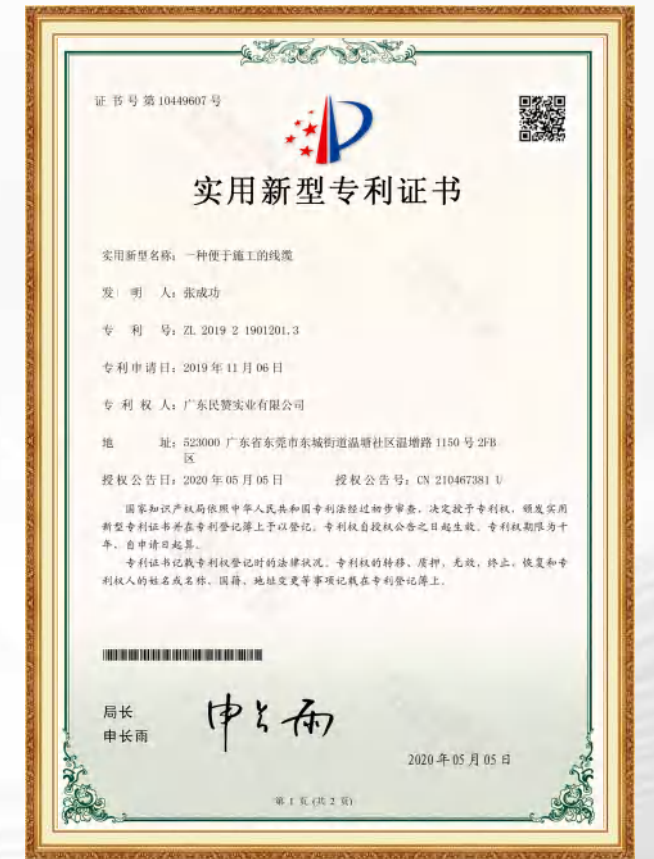 证书号第10449607号
实用新型专利证书
实用新型名称：一种便于施工的线缆
发明人：张成功
专利号：ZL 2019 2 1901201.3
专利申请日：2019年11月06日
专利权人：广东民赞实业有限公司
地址：523000 广东省东莞市东城街道温塘社区温增路1150号2FB
区
授权公告日：2020年05月05日 授权公告号：CN 210467381 U
国家知识产权局依照中华人民共和国专利法经过初步审查，决定授予专利权，颁发实用
新型专利证书并在专利登记簿上予以登记。专利权自授权公告之日起生效。专利权期限为十
年，自申请日起算。
专利证书记载专利权登记时的法律状况。专利权的转移、质押、无效、终止、恢复和专
利权人的姓名或名称、国籍、地址变更等事项记载在专利登记簿上。
局长
申长雨
申长雨
2020年05月05日
第1页(共2页)